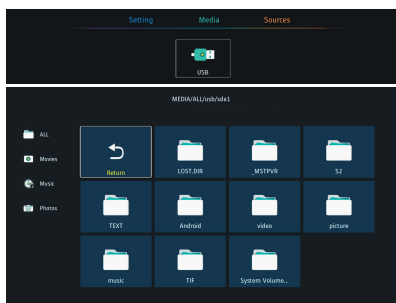 Setting Media Sources
USB
MEDIA/ALL/usb/sda1
ALL
Movies
Music
Photos
Return LOST.DIR _MSTPVR S2
TEXT Android video picture
music TIF System Volume...